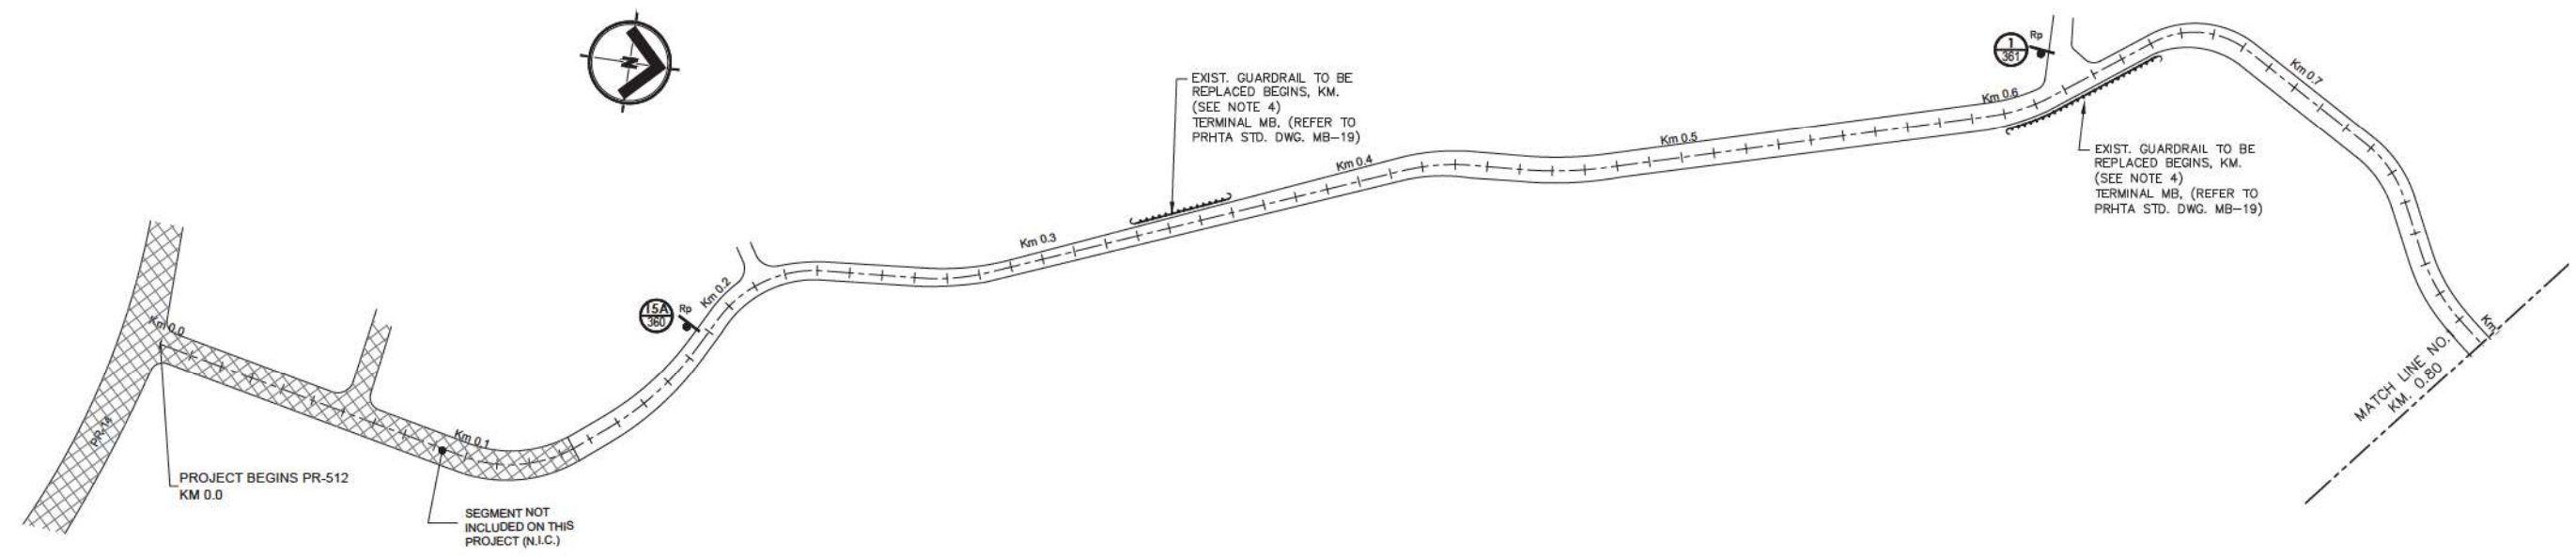 N
EXIST. GUARDRAIL TO BE
REPLACED BEGINS, KM.
(SEE NOTE 4)
TERMINAL MB, (REFER TO
PRHTA STD. DWG. MB-19)
1
361
Rp
Km 0.7
Km 0.6
Km 0.5
Km 0.4
EXIST. GUARDRAIL TO BE
REPLACED BEGINS, KM.
(SEE NOTE 4)
TERMINAL MB, (REFER TO
PRHTA STD. DWG. MB-19)
Km 0.3
Km 0.2
15A
360
Rp
Km 0.0
Km 0.1
PR-14
PROJECT BEGINS PR-512
KM 0.0
SEGMENT NOT
INCLUDED ON THIS
PROJECT (N.I.C.)
Km
MATCH LINE NO.
KM. 0.80